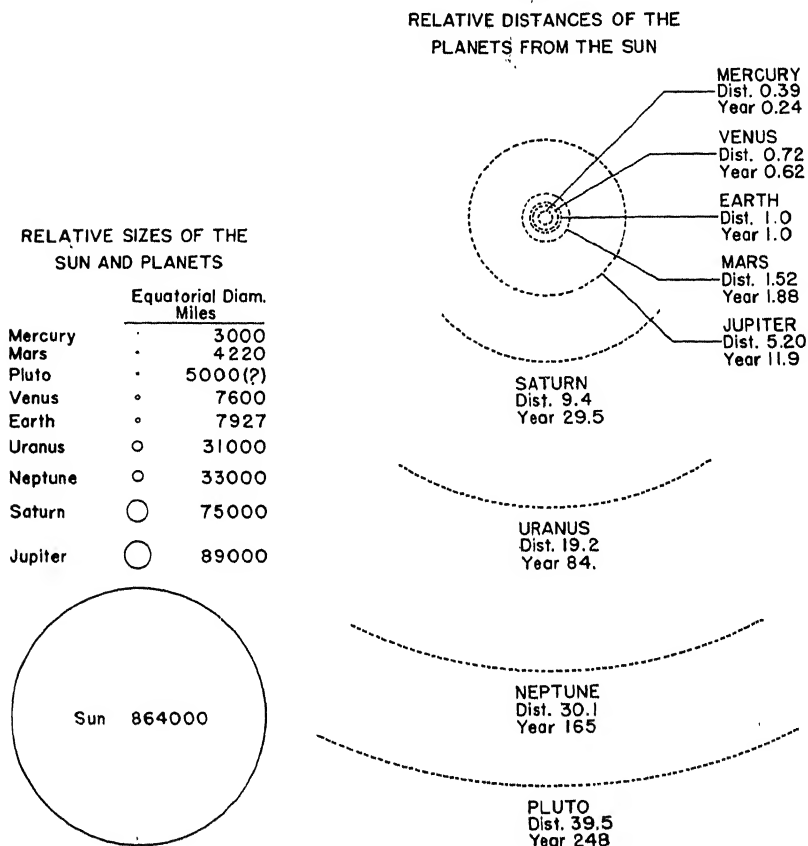 RELATIVE DISTANCES OF THE
PLANETS FROM THE SUN
MERCURY
Dist. 0.39
Year 0.24
VENUS
Dist. 0.72
Year 0.62
EARTH
Dist. 1.0
Year 1.0
MARS
Dist. 1.52
Year 1.88
JUPITER
Dist. 5.20
Year 11.9
SATURN
Dist. 9.4
Year 29.5
URANUS
Dist. 19.2
Year 84.
NEPTUNE
Dist. 30.1
Year 165
PLUTO
Dist. 39.5
Year 248
RELATIVE SIZES OF THE
SUN AND PLANETS
Equatorial Diam.
Miles
Mercury 3000
Mars 4220
Pluto 5000(?)
Venus 7600
Earth 7927
Uranus 31000
Neptune 33000
Saturn 75000
Jupiter 89000
Sun 864000